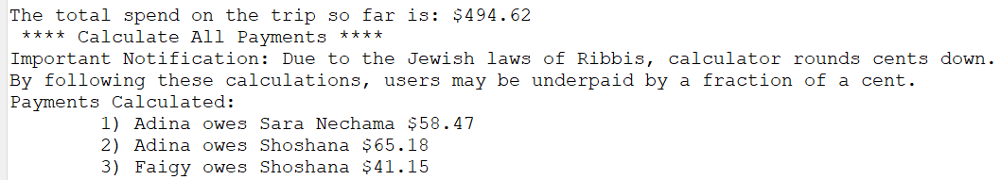 The total spend on the trip so far is: $494.62
**** Calculate All Payments ****
Important Notification: Due to the Jewish laws of Ribbis, calculator rounds cents down.
By following these calculations, users may be underpaid by a fraction of a cent.
Payments Calculated:
1) Adina owes Sara Nechama $58.47
2) Adina owes Shoshana $65.18
3) Faigy owes Shoshana $41.15